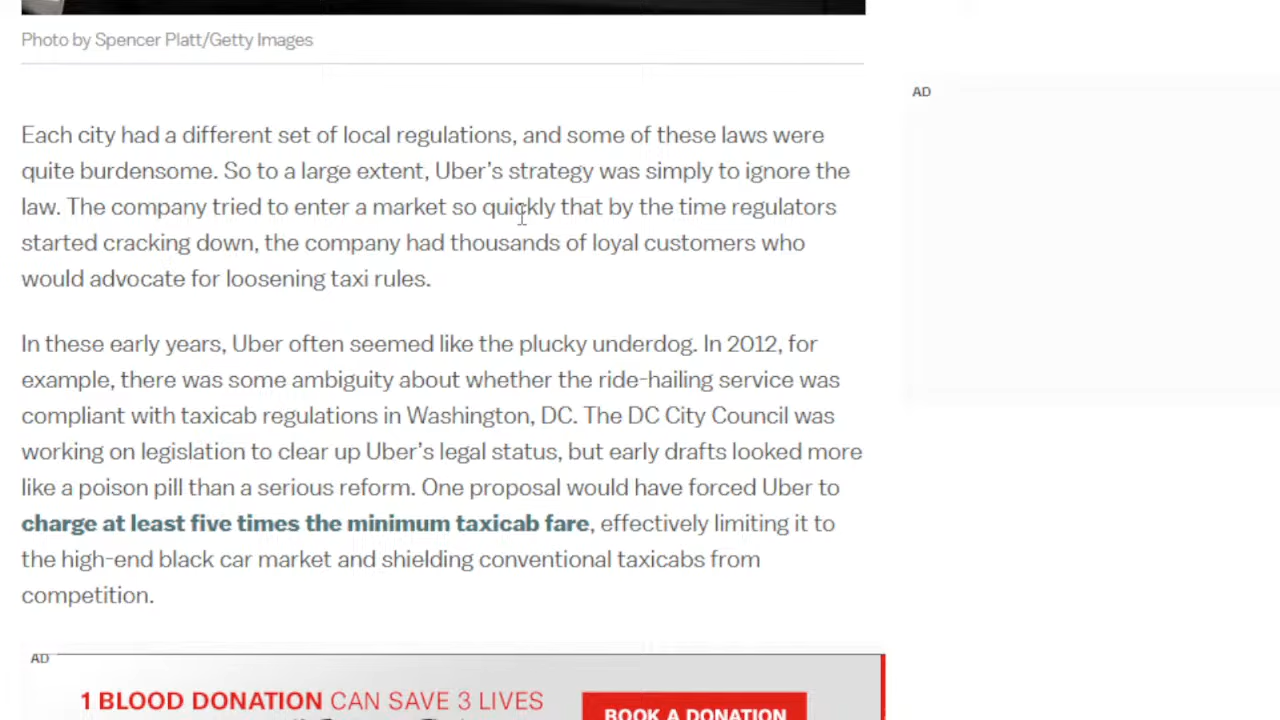 Photo by Spencer Platt/Getty Images
AD
Each city had a different set of local regulations, and some of these laws were
quite burdensome. So to a large extent, Uber's strategy was simply to ignore the
law. The company tried to enter a market so quickly that by the time regulators
started cracking down, the company had thousands of loyal customers who
would advocate for loosening taxi rules.
In these early years, Uber often seemed like the plucky underdog. In 2012, for
example, there was some ambiguity about whether the ride-hailing service was
compliant with taxicab regulations in Washington, DC. The DC City Council was
working on legislation to clear up Uber's legal status, but early drafts looked more
like a poison pill than a serious reform. One proposal would have forced Uber to
charge at least five times the minimum taxicab fare, effectively limiting it to
the high-end black car market and shielding conventional taxicabs from
competition.
AD
1 BLOOD DONATION CAN SAVE 3 LIVES
BOOK A DONATION